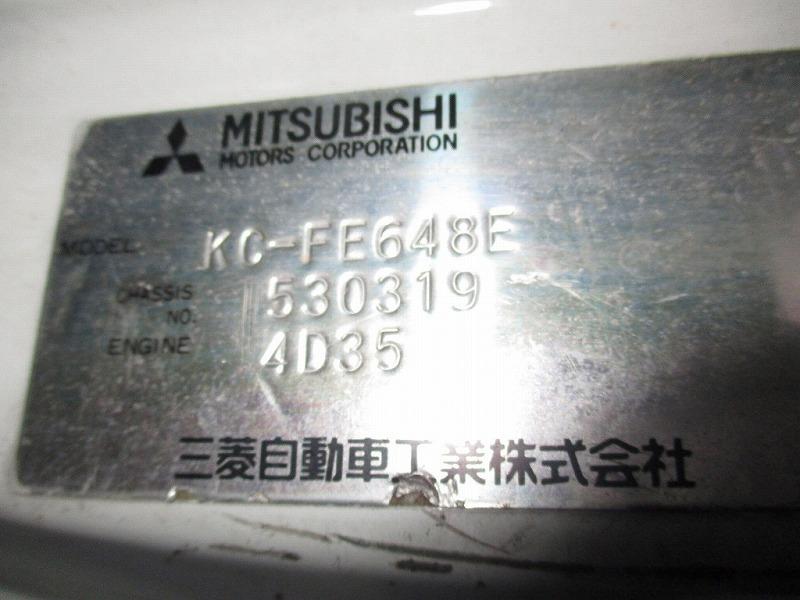 MITSUBISHI
MOTORS CORPORATION
MODEL KC-FE648E
CHASSIS NO. 530319
ENGINE 4D35
三菱自動車工業株式会社